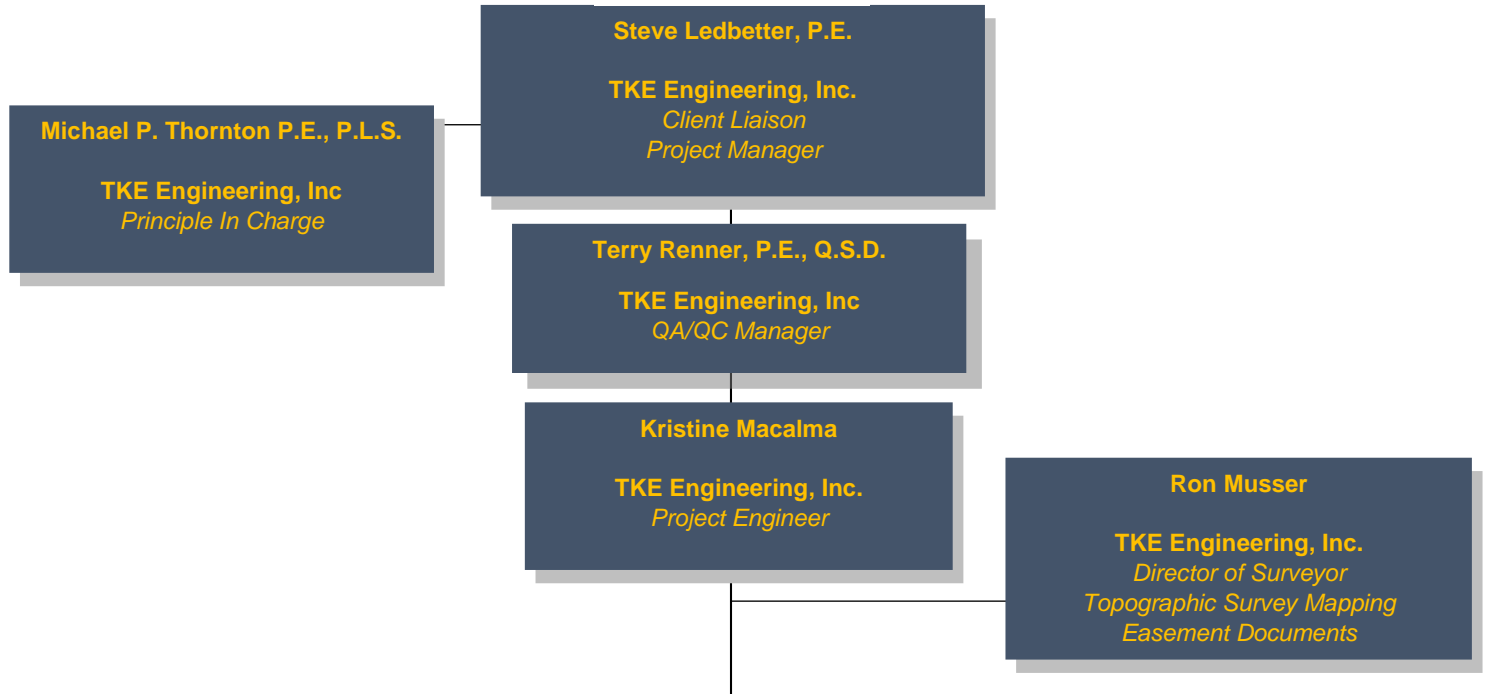 Steve Ledbetter, P.E.
TKE Engineering, Inc.
Client Liaison
Project Manager
Michael P. Thornton P.E., P.L.S.
TKE Engineering, Inc
Principle In Charge
Terry Renner, P.E., Q.S.D.
TKE Engineering, Inc
QA/QC Manager
Kristine Macalma
TKE Engineering, Inc.
Project Engineer
Ron Musser
TKE Engineering, Inc.
Director of Surveyor
Topographic Survey Mapping
Easement Documents